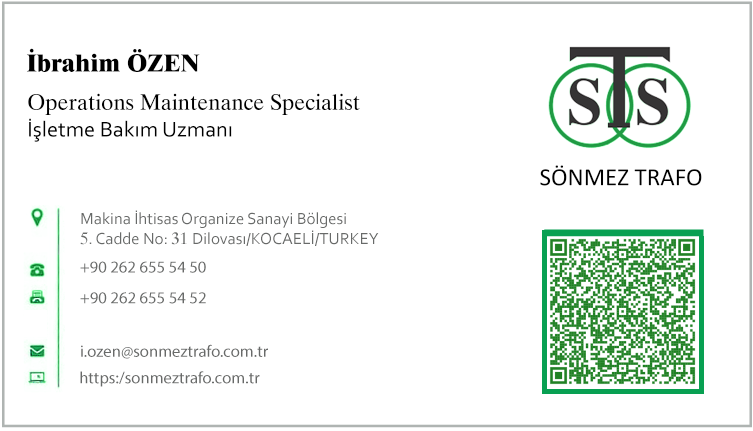 İbrahim ÖZEN
Operations Maintenance Specialist
İşletme Bakım Uzmanı
STS
SÖNMEZ TRAFO
Makina İhtisas Organize Sanayi Bölgesi
5. Cadde No: 31 Dilovası/KOCAELİ/TURKEY
+90 262 655 54 50
+90 262 655 54 52
i.ozen@sonmeztrafo.com.tr
https:/sonmeztrafo.com.tr